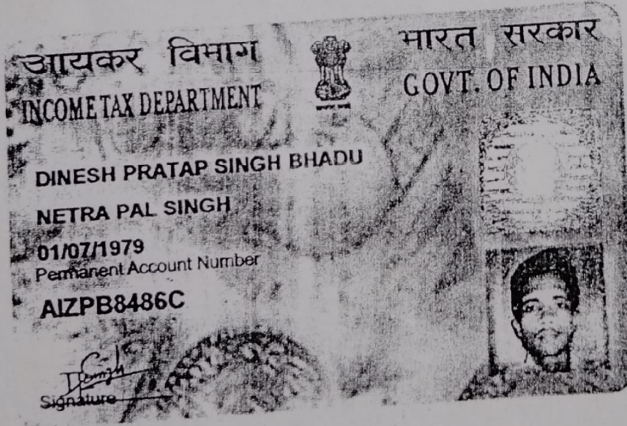 आयकर विभाग
INCOME TAX DEPARTMENT
भारत सरकार
GOVT. OF INDIA
DINESH PRATAP SINGH BHADU
NETRA PAL SINGH
01/07/1979
Permanent Account Number
AIZPB8486C
Signature